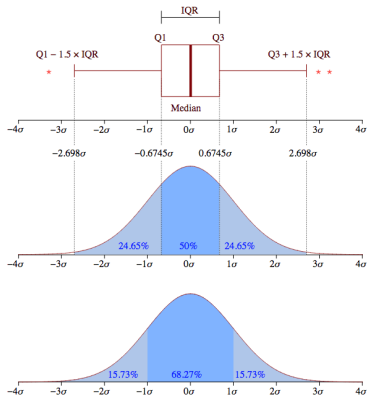 IQR
Q1 Q3
Q1 − 1.5 × IQR Q3 + 1.5 × IQR
Median
−4σ −3σ −2σ −1σ 0σ 1σ 2σ 3σ 4σ
−2.698σ −0.6745σ 0.6745σ 2.698σ
24.65% 50% 24.65%
−4σ −3σ −2σ −1σ 0σ 1σ 2σ 3σ 4σ
15.73% 68.27% 15.73%
−4σ −3σ −2σ −1σ 0σ 1σ 2σ 3σ 4σ